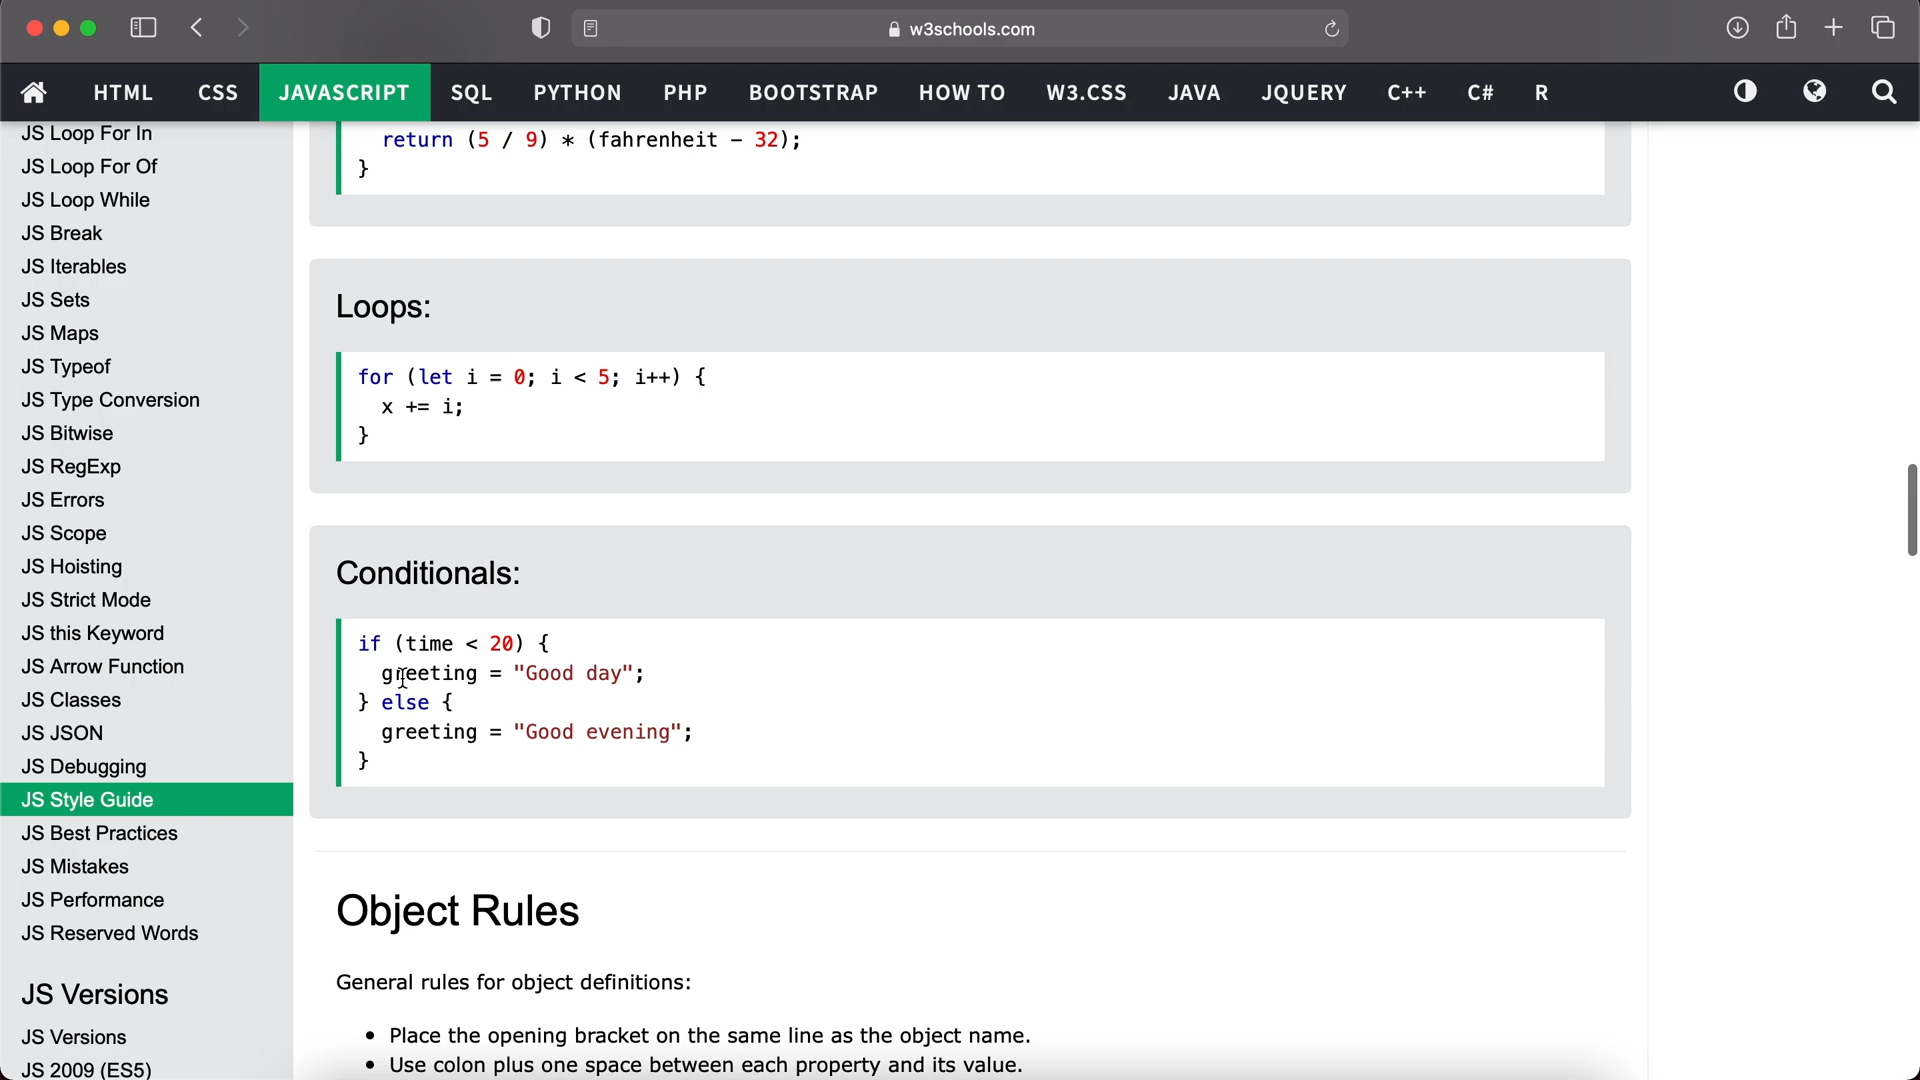 w3schools.com
HTML CSS JAVASCRIPT SQL PYTHON PHP BOOTSTRAP HOW TO W3.CSS JAVA JQUERY C++ C# R
JS Loop For In
JS Loop For Of
JS Loop While
JS Break
JS Iterables
JS Sets
JS Maps
JS Typeof
JS Type Conversion
JS Bitwise
JS RegExp
JS Errors
JS Scope
JS Hoisting
JS Strict Mode
JS this Keyword
JS Arrow Function
JS Classes
JS JSON
JS Debugging
JS Style Guide
JS Best Practices
JS Mistakes
JS Performance
JS Reserved Words
JS Versions
JS Versions
JS 2009 (ES5)
return (5 / 9) * (fahrenheit - 32);
}
Loops:
for (let i = 0; i < 5; i++) {
x += i;
}
Conditionals:
if (time < 20) {
greeting = "Good day";
} else {
greeting = "Good evening";
}
Object Rules
General rules for object definitions:
• Place the opening bracket on the same line as the object name.
• Use colon plus one space between each property and its value.